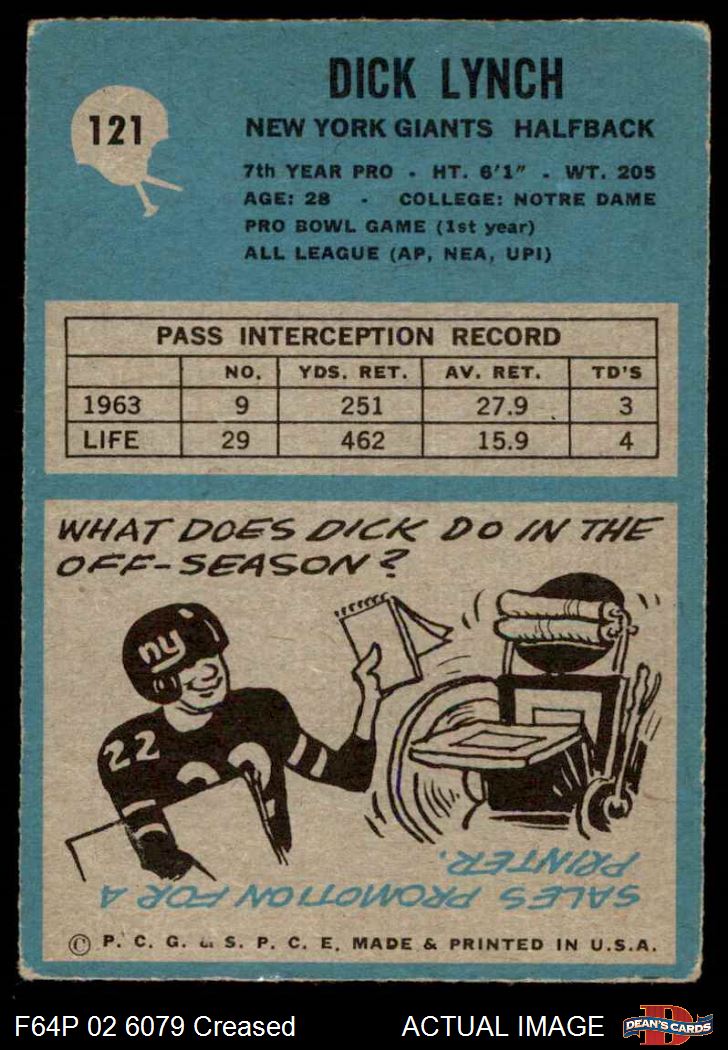 DICK LYNCH
121
NEW YORK GIANTS HALFBACK
7th YEAR PRO • HT. 6'1" • WT. 205
AGE: 28 • COLLEGE: NOTRE DAME
PRO BOWL GAME (1st year)
ALL LEAGUE (AP, NEA, UPI)
PASS INTERCEPTION RECORD
NO. YDS. RET. AV. RET. TD'S
1963 9 251 27.9 3
LIFE 29 462 15.9 4
WHAT DOES DICK DO IN THE
OFF-SEASON?
ny
22
22
SALES PROMOTION FOR A
PRINTER.
© P. C. G. & S. P. C. E. MADE & PRINTED IN U.S.A.
F64P 02 6079 Creased ACTUAL IMAGE
D
DEAN'S CARDS